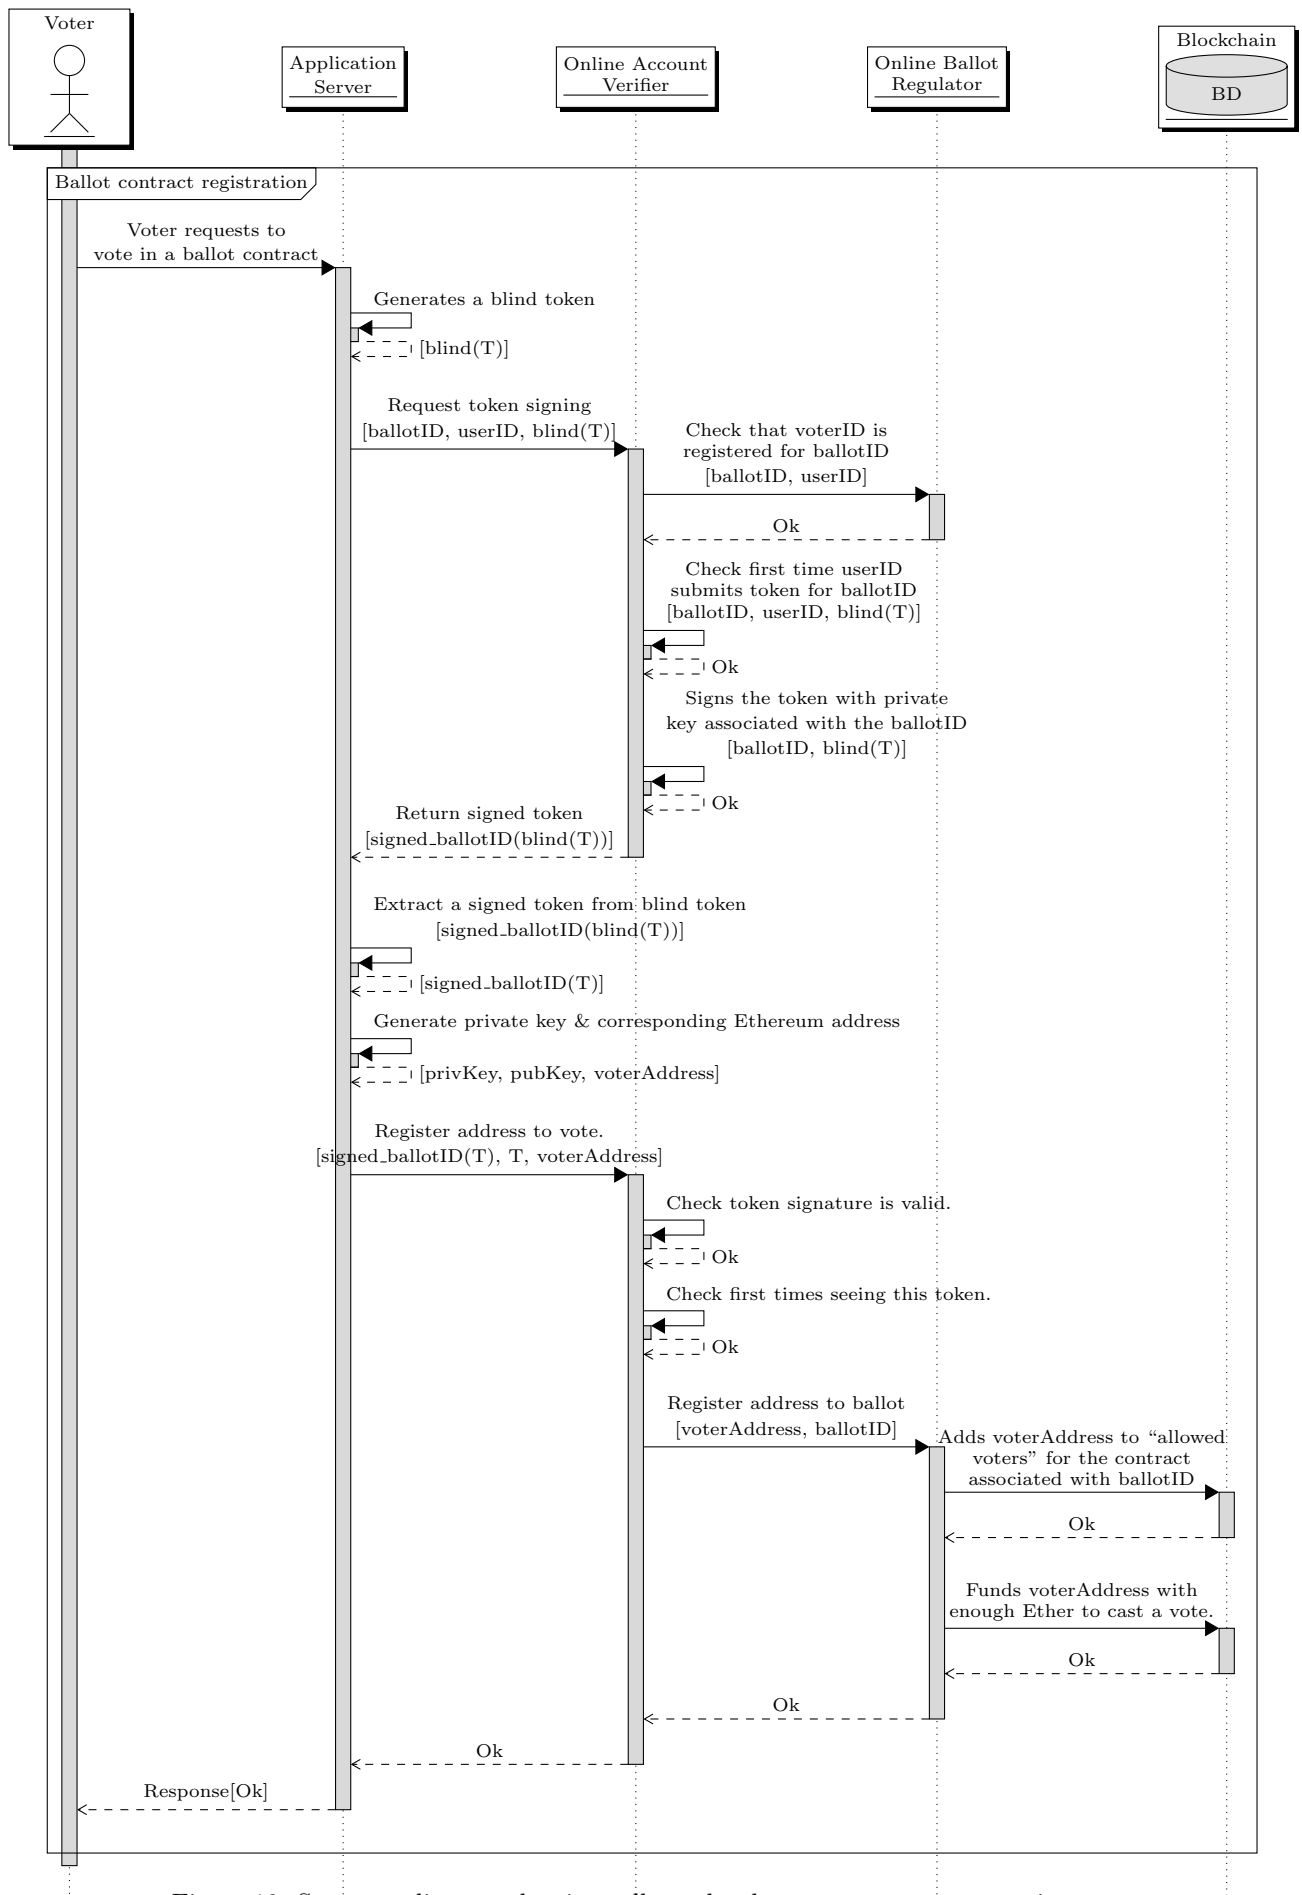 Voter
Application
Server
Online Account
Verifier
Online Ballot
Regulator
Blockchain
BD
Ballot contract registration
Voter requests to
vote in a ballot contract
Generates a blind token
[blind(T)]
Request token signing
[ballotID, userID, blind(T)]
Check that voterID is
registered for ballotID
[ballotID, userID]
Ok
Check first time userID
submits token for ballotID
[ballotID, userID, blind(T)]
Ok
Signs the token with private
key associated with the ballotID
[ballotID, blind(T)]
Ok
Return signed token
[signed_ballotID(blind(T))]
Extract a signed token from blind token
[signed_ballotID(blind(T))]
[signed_ballotID(T)]
Generate private key & corresponding Ethereum address
[privKey, pubKey, voterAddress]
Register address to vote.
[signed_ballotID(T), T, voterAddress]
Check token signature is valid.
Ok
Check first times seeing this token.
Ok
Register address to ballot
[voterAddress, ballotID]
Adds voterAddress to “allowed
voters” for the contract
associated with ballotID
Ok
Funds voterAddress with
enough Ether to cast a vote.
Ok
Ok
Ok
Response[Ok]